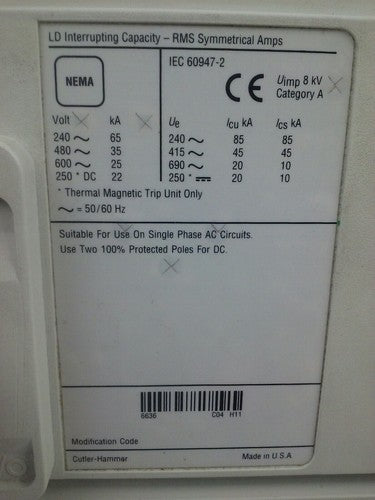 LD Interrupting Capacity – RMS Symmetrical Amps
NEMA
IEC 60947-2
CE
Uimp 8 kV
Category A
Volt kA
240 ~ 65
480 ~ 35
600 ~ 25
250 * DC 22
Ue Icu kA Ics kA
240 ~ 85 85
415 ~ 45 45
690 ~ 20 10
250 * ⎓ 20 10
* Thermal Magnetic Trip Unit Only
~ = 50/60 Hz
Suitable For Use On Single Phase AC Circuits.
Use Two 100% Protected Poles For DC.
6636 C04 H11
Modification Code
Cutler-Hammer Made in U.S.A